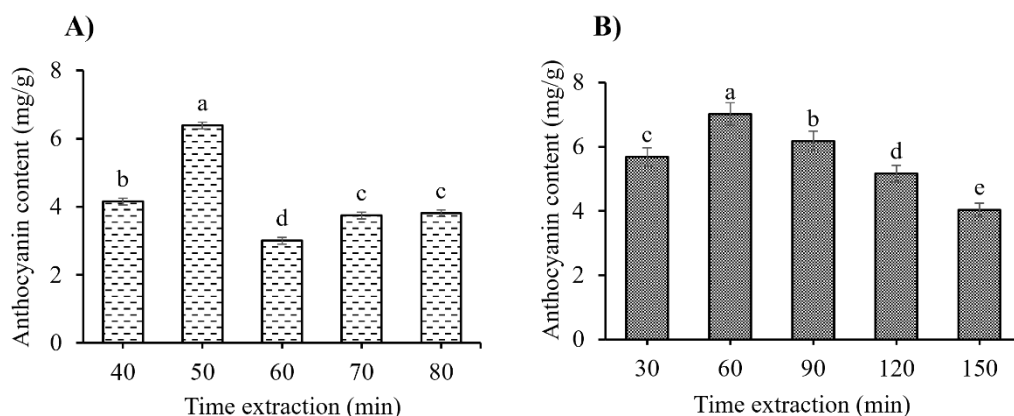 A)
Anthocyanin content (mg/g)
8
6
4
2
0
b
a
d
c
c
40 50 60 70 80
Time extraction (min)
B)
Anthocyanin content (mg/g)
8
6
4
2
0
c
a
b
d
e
30 60 90 120 150
Time extraction (min)